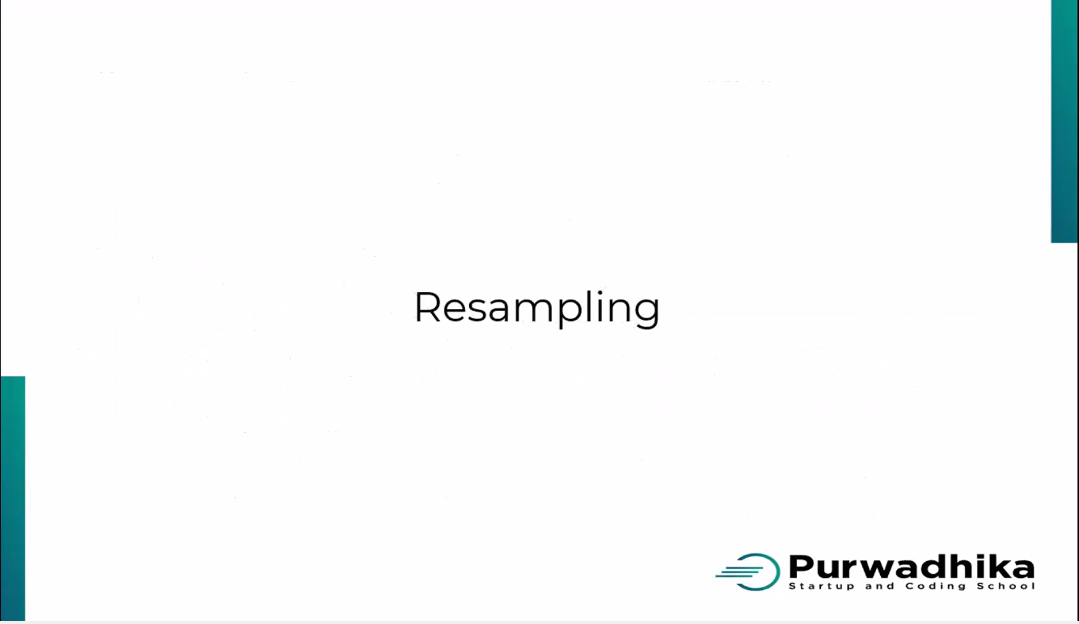 Resampling
Purwadhika
Startup and Coding School